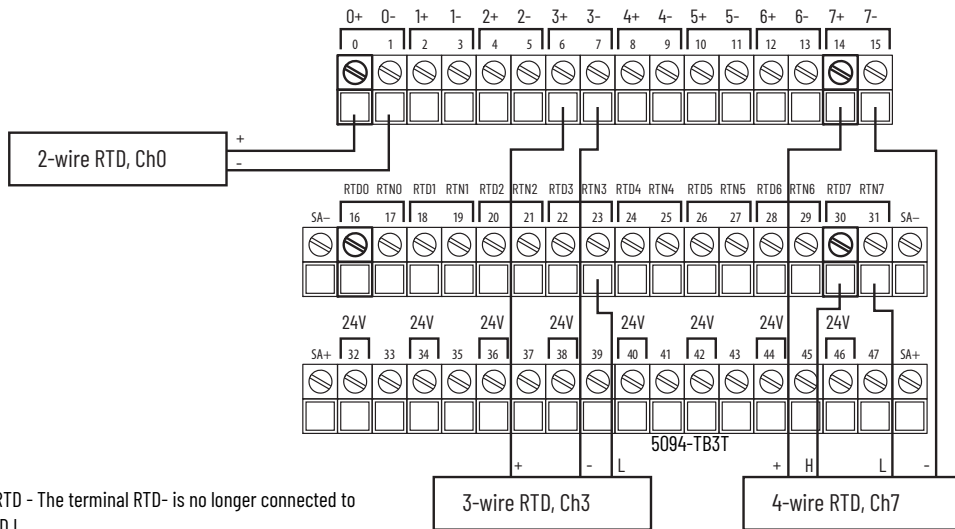 0+ 0- 1+ 1- 2+ 2- 3+ 3- 4+ 4- 5+ 5- 6+ 6- 7+ 7-
0 1 2 3 4 5 6 7 8 9 10 11 12 13 14 15
2-wire RTD, Ch0
+
-
RTD0 RTN0 RTD1 RTN1 RTD2 RTN2 RTD3 RTN3 RTD4 RTN4 RTD5 RTN5 RTD6 RTN6 RTD7 RTN7
SA– 16 17 18 19 20 21 22 23 24 25 26 27 28 29 30 31 SA–
24V 24V 24V 24V 24V 24V 24V 24V
SA+ 32 33 34 35 36 37 38 39 40 41 42 43 44 45 46 47 SA+
5094-TB3T
+ - L
+ H L -
3-wire RTD, Ch3
4-wire RTD, Ch7
RTD - The terminal RTD- is no longer connected to